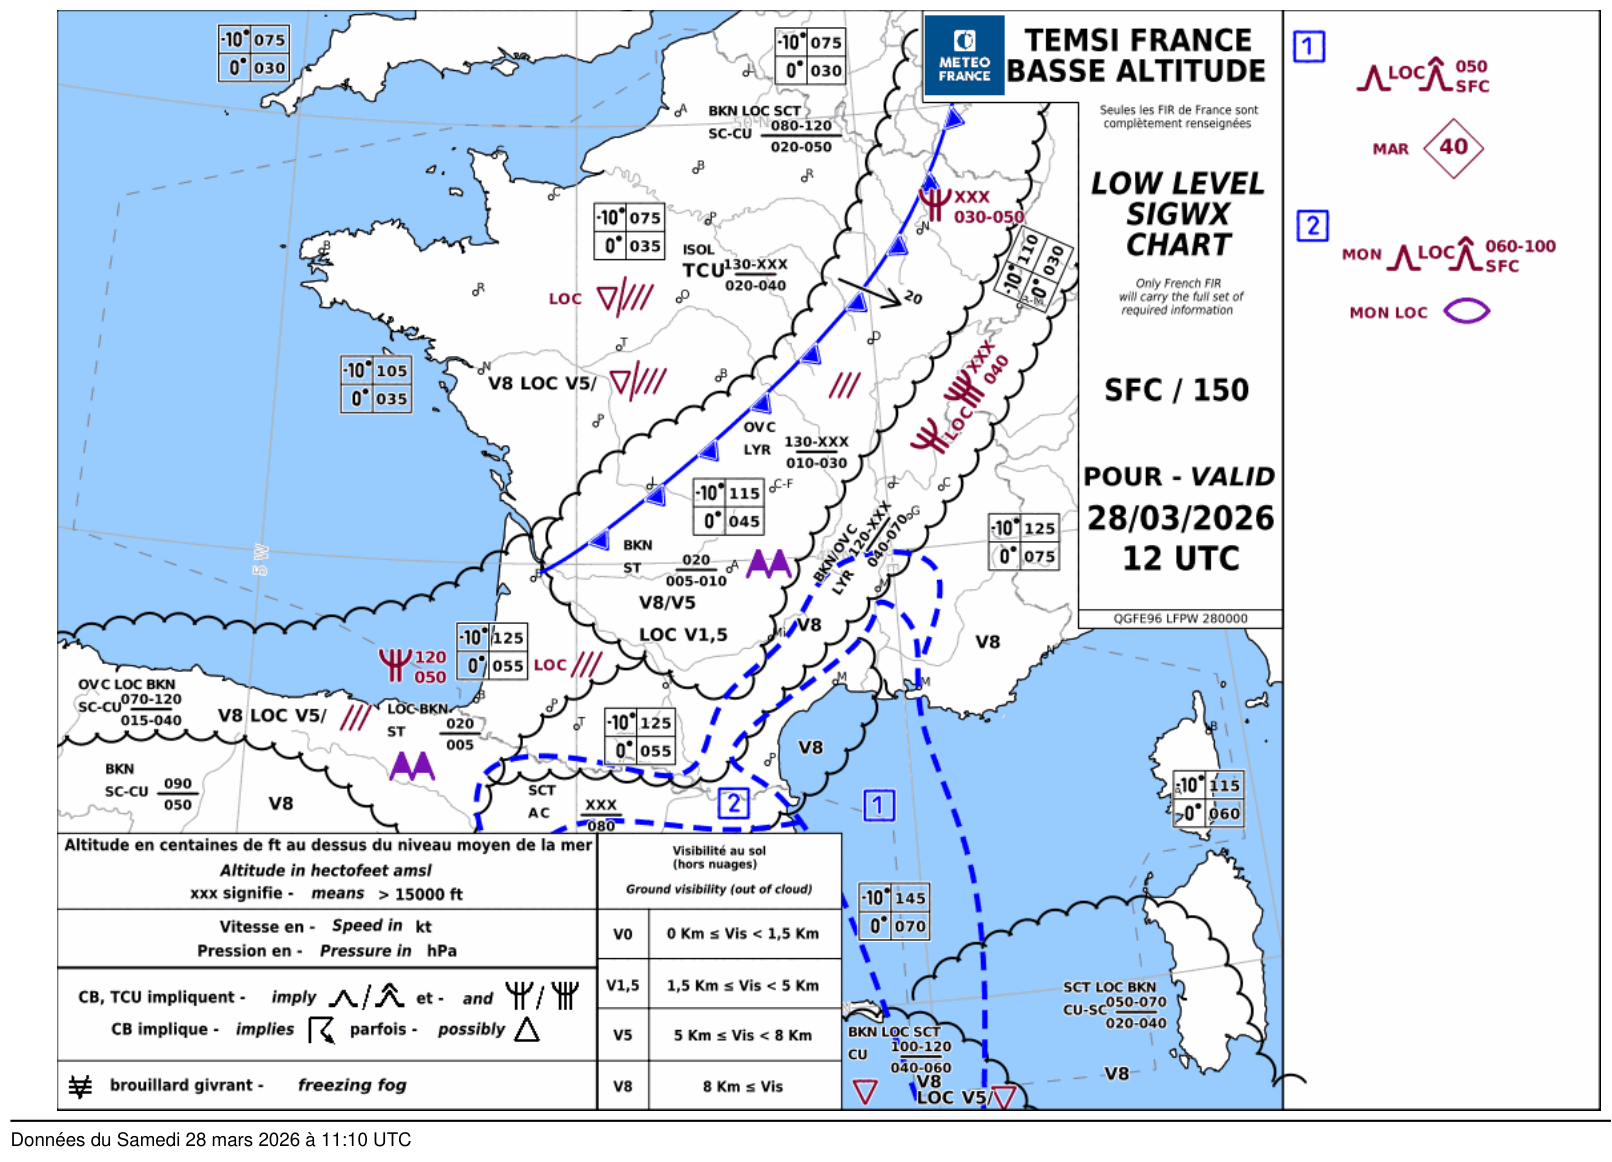 METEO
FRANCE
TEMSI FRANCE
BASSE ALTITUDE
Seules les FIR de France sont
complètement renseignées
LOW LEVEL
SIGWX
CHART
Only French FIR
will carry the full set of
required information
SFC / 150
POUR - VALID
28/03/2026
12 UTC
QGFE96 LFPW 280000
1
LOC 050
SFC
MAR 40
2
MON LOC 060-100
SFC
MON LOC
-10° 075
0° 030
-10° 075
0° 030
BKN LOC SCT
SC-CU 080-120
020-050
50°N
-10° 075
0° 035
ISOL
TCU 130-XXX
020-040
LOC
XXX
030-050
-10° 110
0° 030
20
-10° 105
0° 035
V8 LOC V5/
XXX
040
LOC
OVC
LYR 130-XXX
010-030
-10° 115
0° 045
-10° 125
0° 075
BKN
ST 020
005-010
V8/V5
LOC V1,5
BKN/OVC
LYR 120-XXX
040-070
V8
V8
5°W
-10° 125
0° 055
120
050
LOC
OVC LOC BKN
SC-CU 070-120
015-040
V8 LOC V5/
LOC BKN
ST 020
005
-10° 125
0° 055
BKN
SC-CU 090
050
V8
SCT
AC XXX
080
2
V8
1
-10° 115
0° 060
-10° 145
0° 070
SCT LOC BKN
CU-SC 050-070
020-040
V8
BKN LOC SCT
CU 100-120
040-060
V8
LOC V5/
Altitude en centaines de ft au dessus du niveau moyen de la mer
Altitude in hectofeet amsl
xxx signifie - means > 15000 ft
Vitesse en - Speed in kt
Pression en - Pressure in hPa
CB, TCU impliquent - imply / et - and /
CB implique - implies parfois - possibly
brouillard givrant - freezing fog
Visibilité au sol
(hors nuages)
Ground visibility (out of cloud)
V0 0 Km ≤ Vis < 1,5 Km
V1,5 1,5 Km ≤ Vis < 5 Km
V5 5 Km ≤ Vis < 8 Km
V8 8 Km ≤ Vis
Données du Samedi 28 mars 2026 à 11:10 UTC